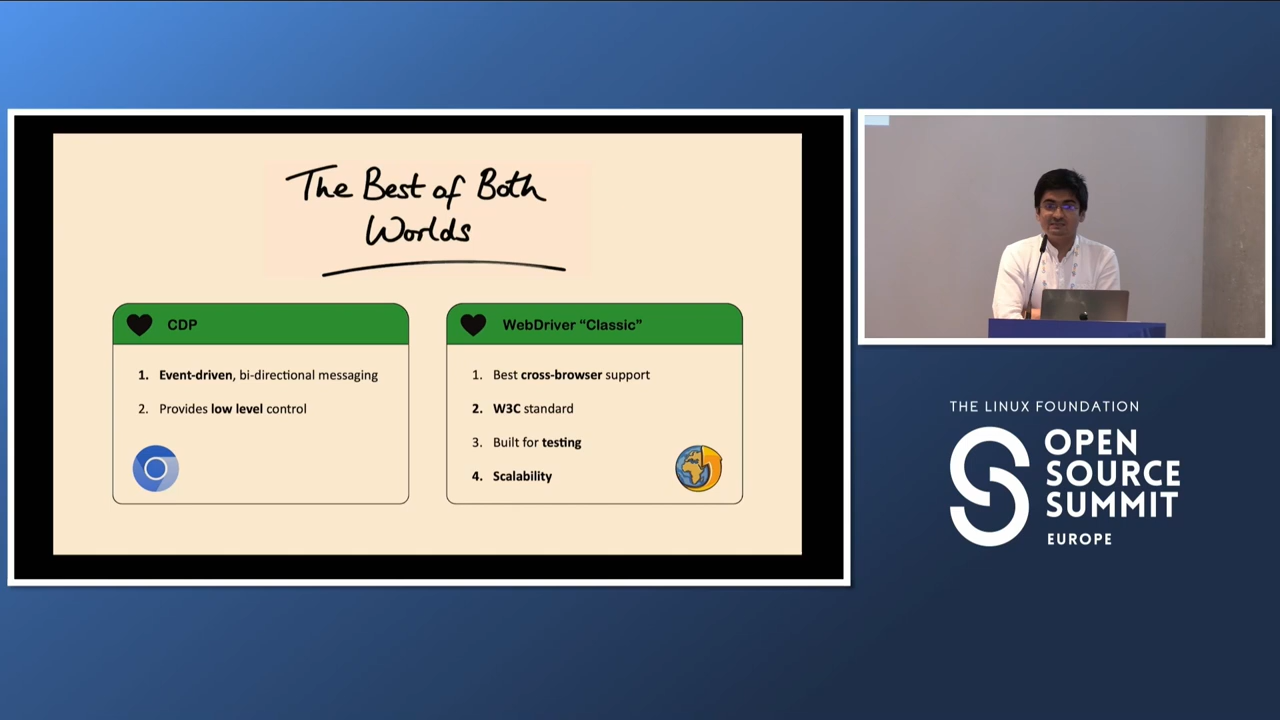 The Best of Both
Worlds
CDP
1. Event-driven, bi-directional messaging
2. Provides low level control
WebDriver “Classic”
1. Best cross-browser support
2. W3C standard
3. Built for testing
4. Scalability
THE LINUX FOUNDATION
OPEN
SOURCE
SUMMIT
EUROPE